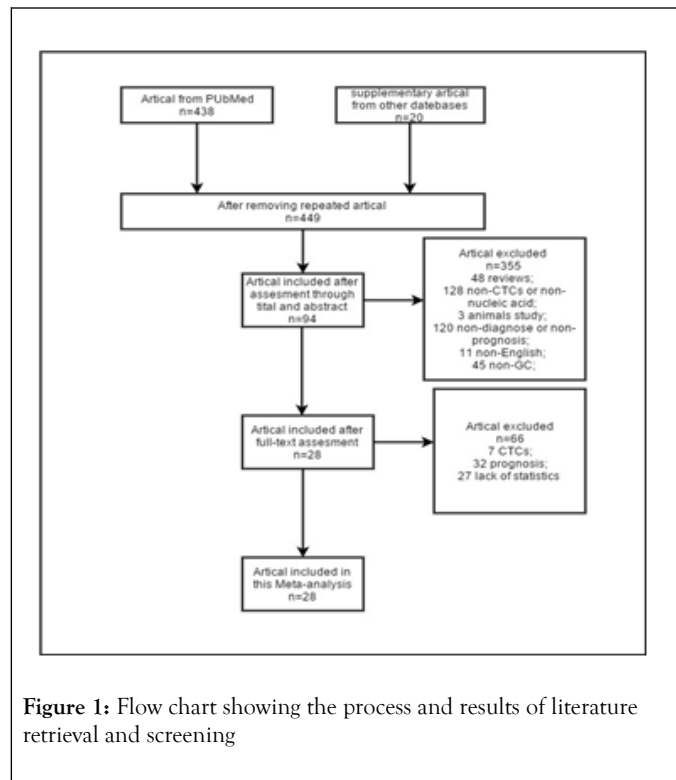 Artical from PUbMed
n=438
supplementary artical
from other datebases
n=20
After removing repeated artical
n=449
Artical included after
assesment through
tital and abstract
n=94
Artical excluded
n=355
48 reviews;
128 non-CTCs or non-
nucleic acid;
3 animals study;
120 non-diagnose or non-
prognosis;
11 non-English;
45 non-GC;
Artical included after
full-text assesment
n=28
Artical excluded
n=66
7 CTCs;
32 prognosis;
27 lack of statistics
Artical included in
this Meta-analysis
n=28
Figure 1: Flow chart showing the process and results of literature
retrieval and screening